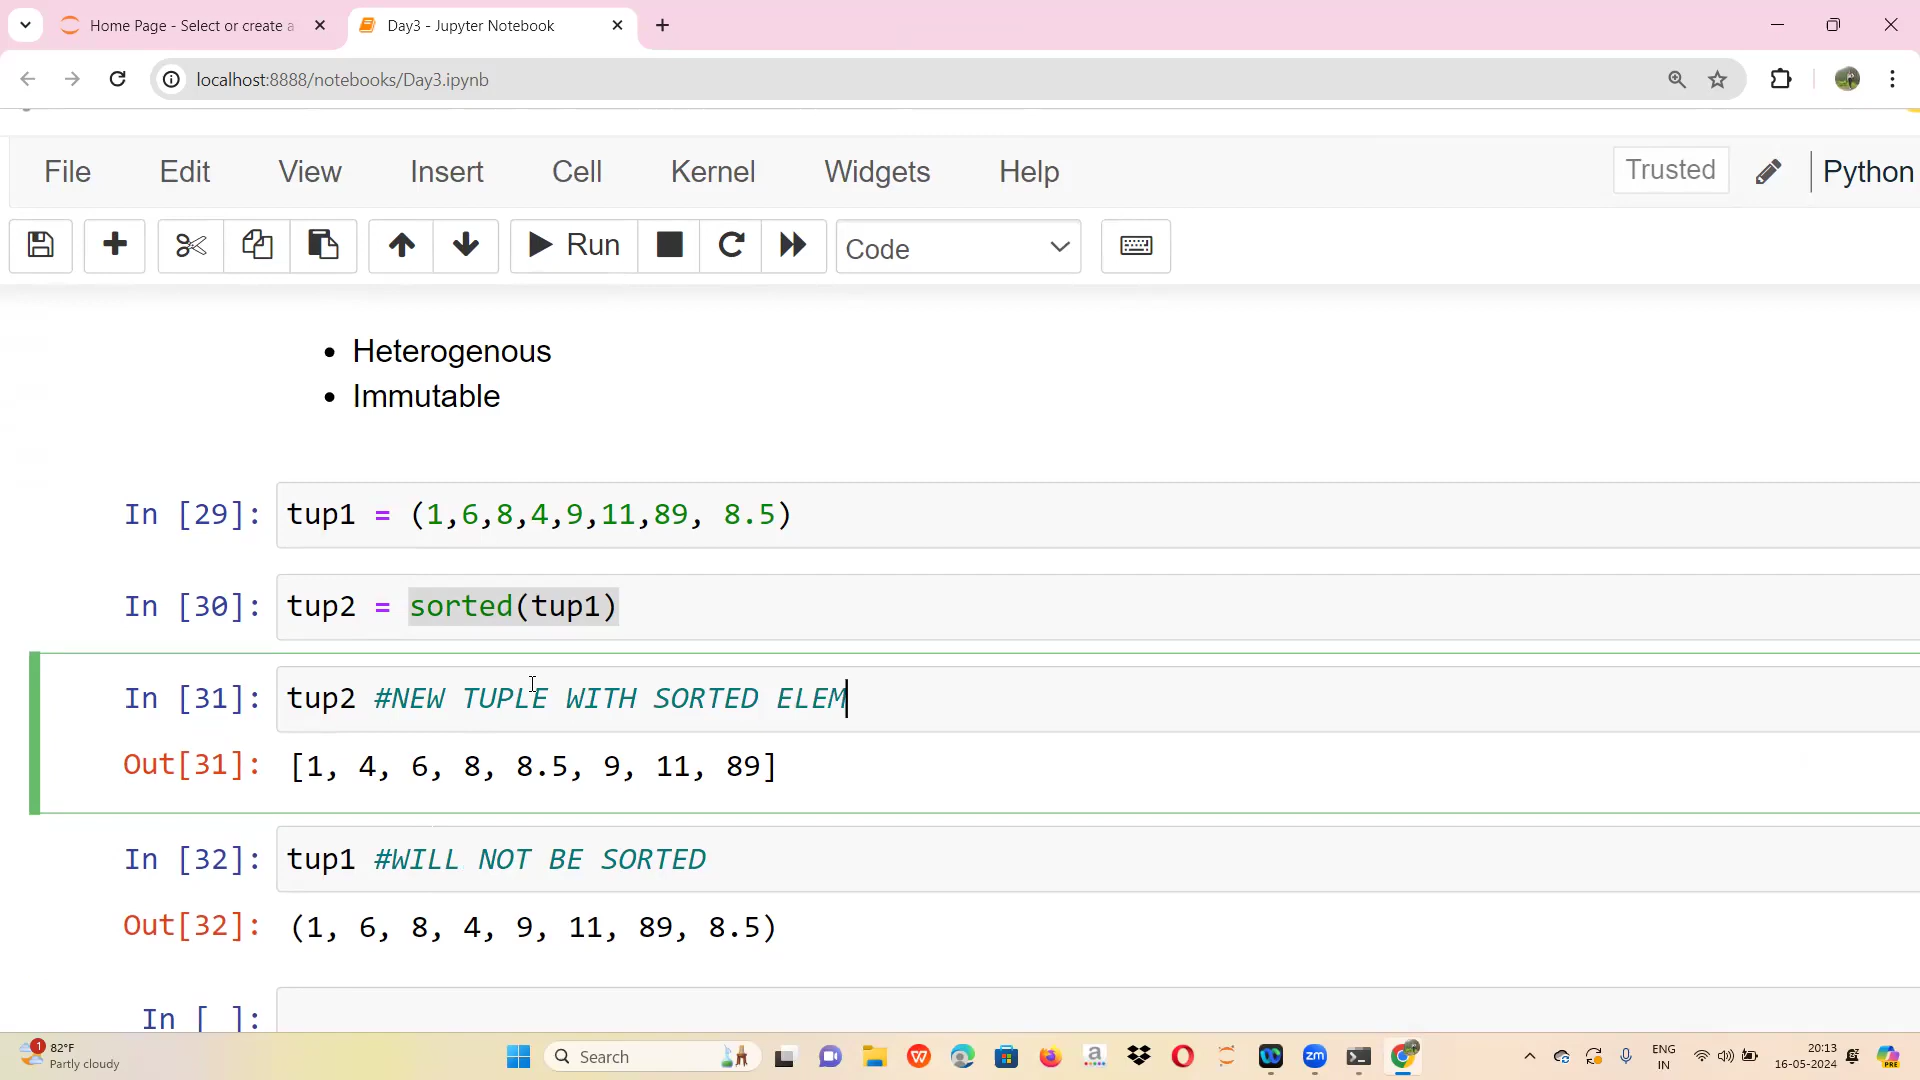 Home Page - Select or create a
Day3 - Jupyter Notebook
localhost:8888/notebooks/Day3.ipynb
File Edit View Insert Cell Kernel Widgets Help Trusted Python
Run Code
• Heterogenous
• Immutable
In [29]: tup1 = (1,6,8,4,9,11,89, 8.5)
In [30]: tup2 = sorted(tup1)
In [31]: tup2 #NEW TUPLE WITH SORTED ELEM
Out[31]: [1, 4, 6, 8, 8.5, 9, 11, 89]
In [32]: tup1 #WILL NOT BE SORTED
Out[32]: (1, 6, 8, 4, 9, 11, 89, 8.5)
In [ ]:
1 82°F
Partly cloudy
Search
zm
PRE
ENG
IN
20:13
16-05-2024